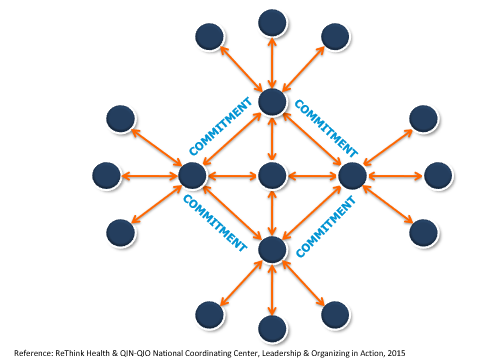 COMMITMENT
COMMITMENT
COMMITMENT
COMMITMENT
Reference: ReThink Health & QIN-QIO National Coordinating Center, Leadership & Organizing in Action, 2015